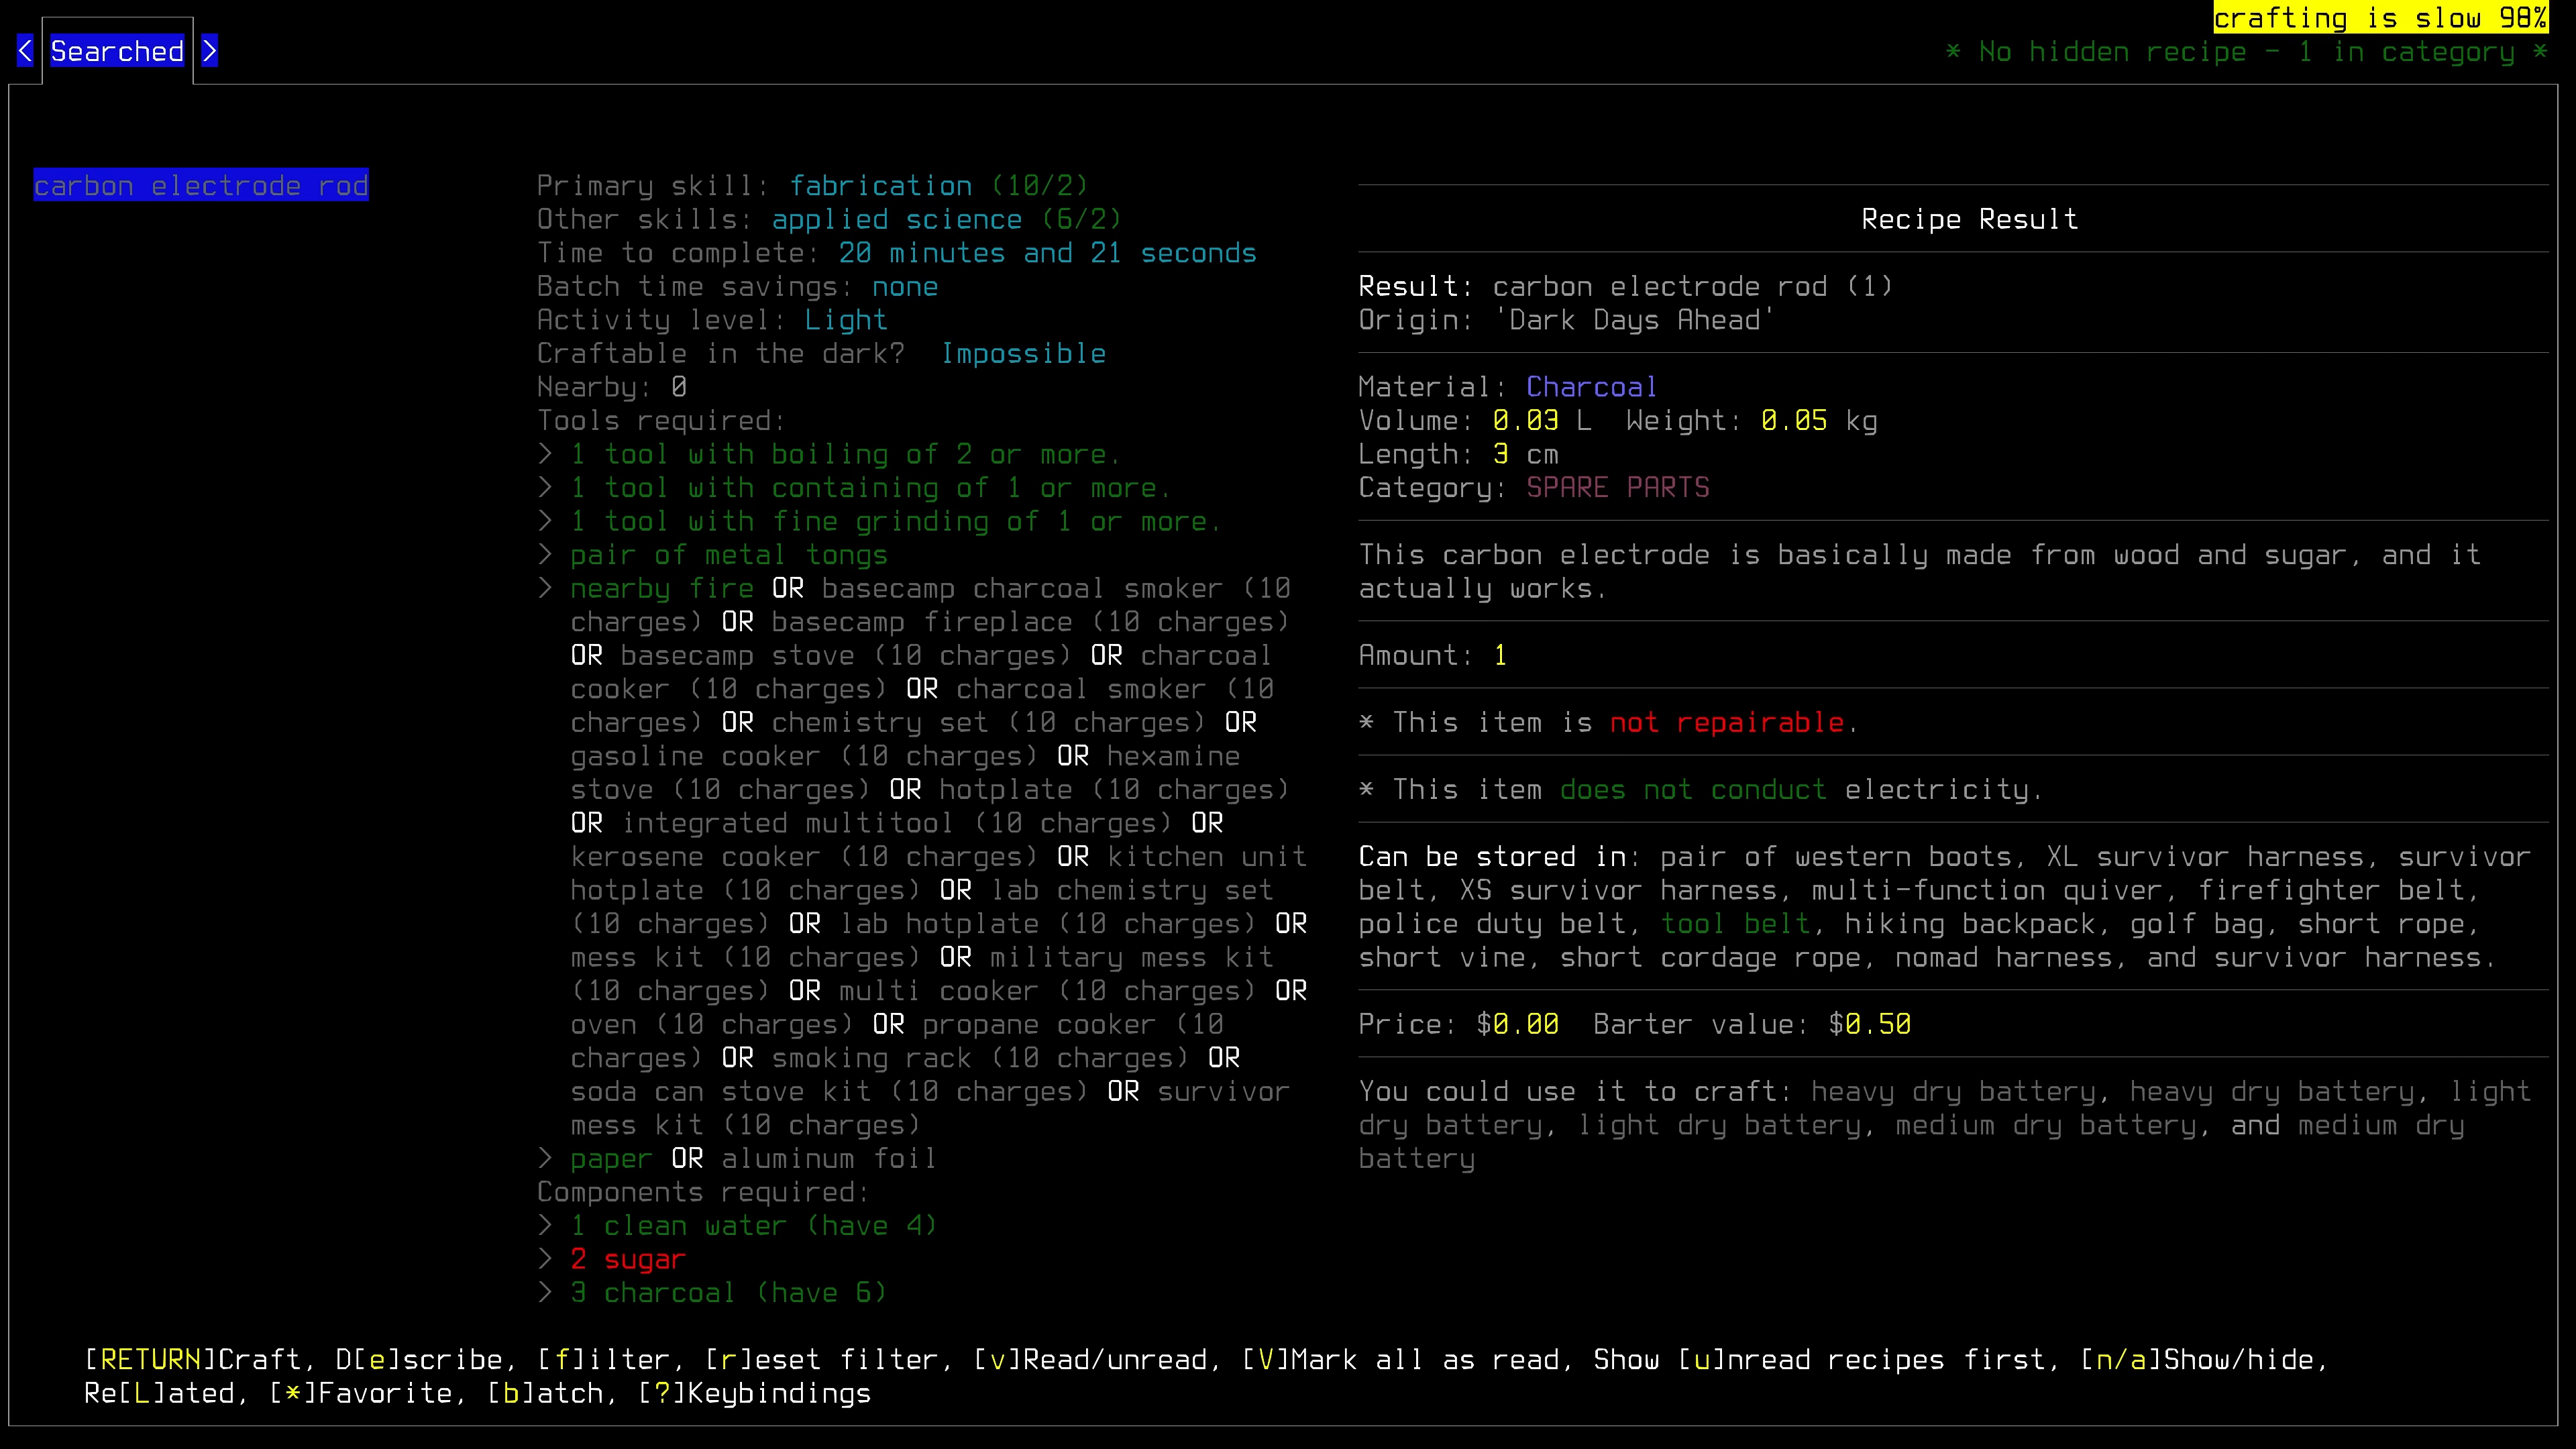 crafting is slow 98%
< Searched >
* No hidden recipe - 1 in category *
carbon electrode rod
Primary skill: fabrication (10/2)
Other skills: applied science (6/2)
Time to complete: 20 minutes and 21 seconds
Batch time savings: none
Activity level: Light
Craftable in the dark?  Impossible
Nearby: 0
Tools required:
> 1 tool with boiling of 2 or more.
> 1 tool with containing of 1 or more.
> 1 tool with fine grinding of 1 or more.
> pair of metal tongs
> nearby fire OR basecamp charcoal smoker (10
charges) OR basecamp fireplace (10 charges)
OR basecamp stove (10 charges) OR charcoal
cooker (10 charges) OR charcoal smoker (10
charges) OR chemistry set (10 charges) OR
gasoline cooker (10 charges) OR hexamine
stove (10 charges) OR hotplate (10 charges)
OR integrated multitool (10 charges) OR
kerosene cooker (10 charges) OR kitchen unit
hotplate (10 charges) OR lab chemistry set
(10 charges) OR lab hotplate (10 charges) OR
mess kit (10 charges) OR military mess kit
(10 charges) OR multi cooker (10 charges) OR
oven (10 charges) OR propane cooker (10
charges) OR smoking rack (10 charges) OR
soda can stove kit (10 charges) OR survivor
mess kit (10 charges)
> paper OR aluminum foil
Components required:
> 1 clean water (have 4)
> 2 sugar
> 3 charcoal (have 6)
Recipe Result
Result: carbon electrode rod (1)
Origin: 'Dark Days Ahead'
Material: Charcoal
Volume: 0.03 L  Weight: 0.05 kg
Length: 3 cm
Category: SPARE PARTS
This carbon electrode is basically made from wood and sugar, and it
actually works.
Amount: 1
* This item is not repairable.
* This item does not conduct electricity.
Can be stored in: pair of western boots, XL survivor harness, survivor
belt, XS survivor harness, multi-function quiver, firefighter belt,
police duty belt, tool belt, hiking backpack, golf bag, short rope,
short vine, short cordage rope, nomad harness, and survivor harness.
Price: $0.00  Barter value: $0.50
You could use it to craft: heavy dry battery, heavy dry battery, light
dry battery, light dry battery, medium dry battery, and medium dry
battery
[RETURN]Craft, D[e]scribe, [f]ilter, [r]eset filter, [v]Read/unread, [V]Mark all as read, Show [u]nread recipes first, [n/a]Show/hide,
Re[L]ated, [*]Favorite, [b]atch, [?]Keybindings